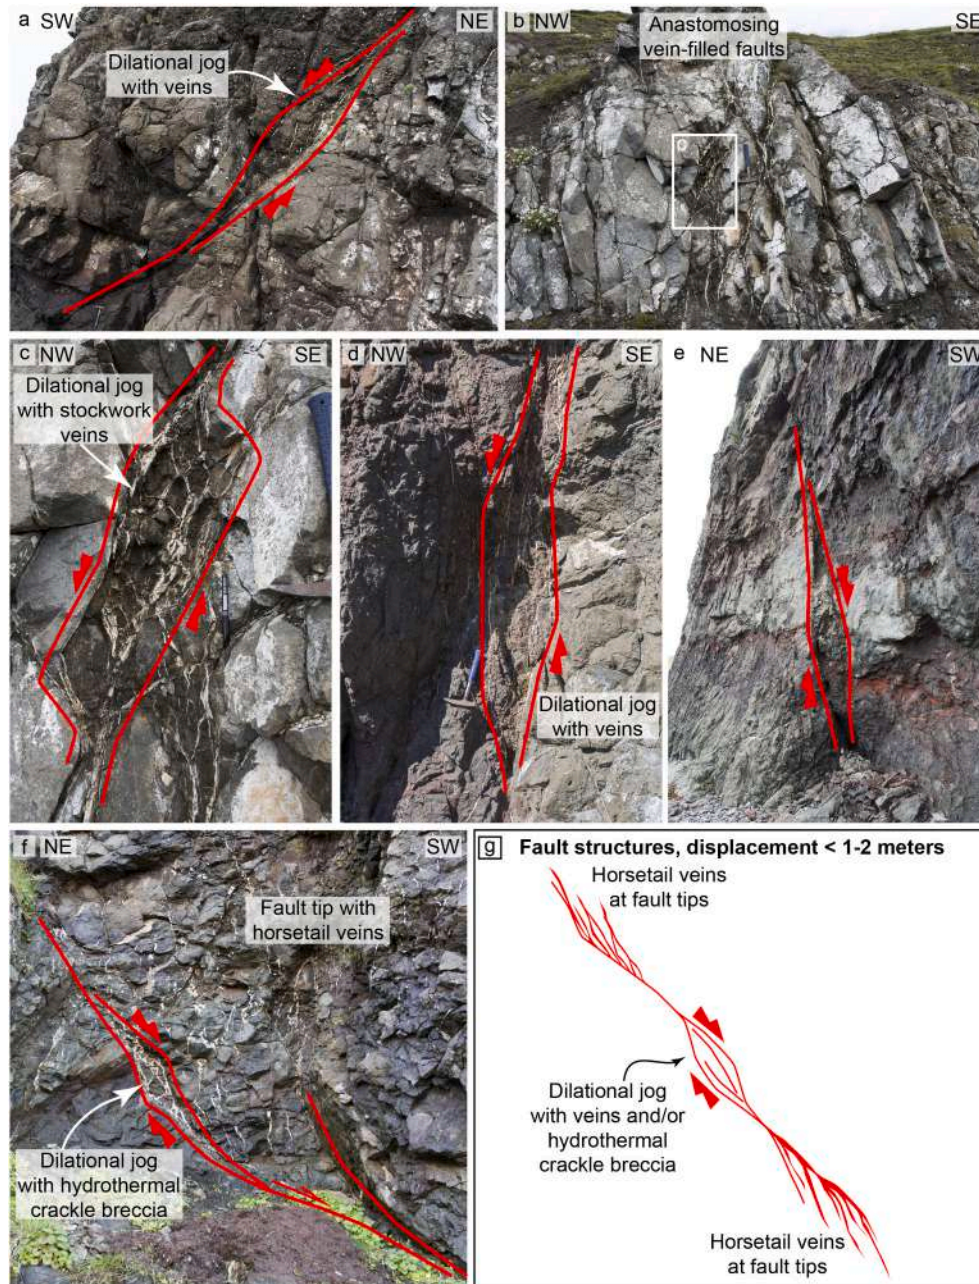 a SW
NE
Dilational jog
with veins
b NW
SE
Anastomosing
vein-filled faults
c
c NW
SE
Dilational jog
with stockwork
veins
d NW
SE
Dilational jog
with veins
e NE
SW
f NE
SW
Fault tip with
horsetail veins
Dilational jog
with hydrothermal
crackle breccia
g Fault structures, displacement < 1-2 meters
Horsetail veins
at fault tips
Dilational jog
with veins and/or
hydrothermal
crackle breccia
Horsetail veins
at fault tips